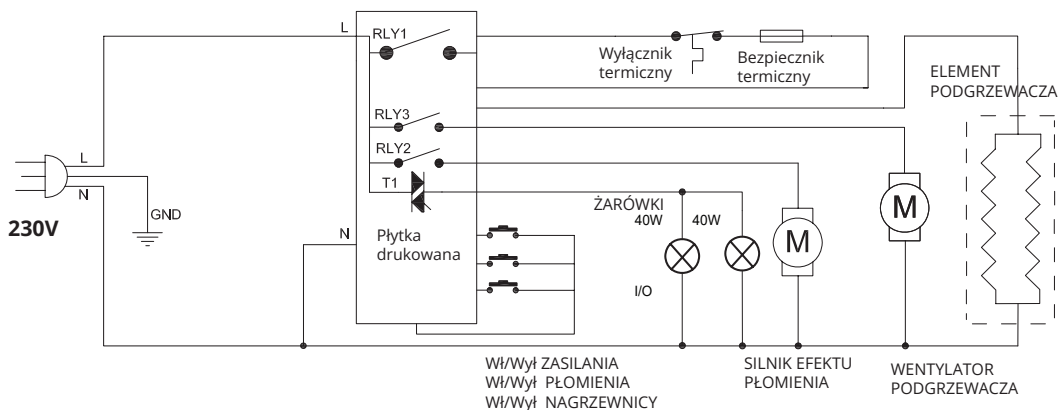 L
RLY1
Wyłącznik
termiczny
Bezpiecznik
termiczny
ELEMENT
PODGRZEWACZA
RLY3
RLY2
T1
L
N
GND
230V
N
Płytka
drukowana
ŻARÓWKI
40W
40W
I/O
M
M
Wł/Wył ZASILANIA
Wł/Wył PŁOMIENIA
Wł/Wył NAGRZEWNICY
SILNIK EFEKTU
PŁOMIENIA
WENTYLATOR
PODGRZEWACZA